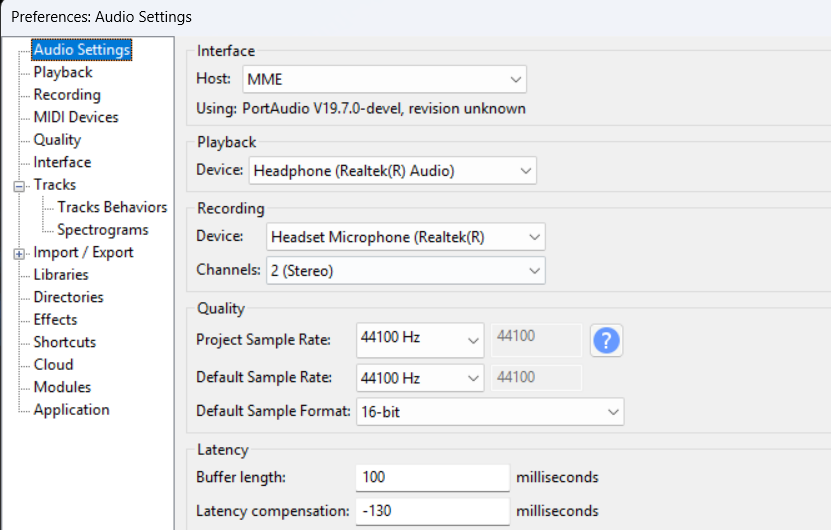 Preferences: Audio Settings
Audio Settings
Playback
Recording
MIDI Devices
Quality
Interface
Tracks
Tracks Behaviors
Spectrograms
Import / Export
Libraries
Directories
Effects
Shortcuts
Cloud
Modules
Application
Interface
Host: MME
Using: PortAudio V19.7.0-devel, revision unknown
Playback
Device: Headphone (Realtek(R) Audio)
Recording
Device: Headset Microphone (Realtek(R)
Channels: 2 (Stereo)
Quality
Project Sample Rate: 44100 Hz 44100 ?
Default Sample Rate: 44100 Hz 44100
Default Sample Format: 16-bit
Latency
Buffer length: 100 milliseconds
Latency compensation: -130 milliseconds